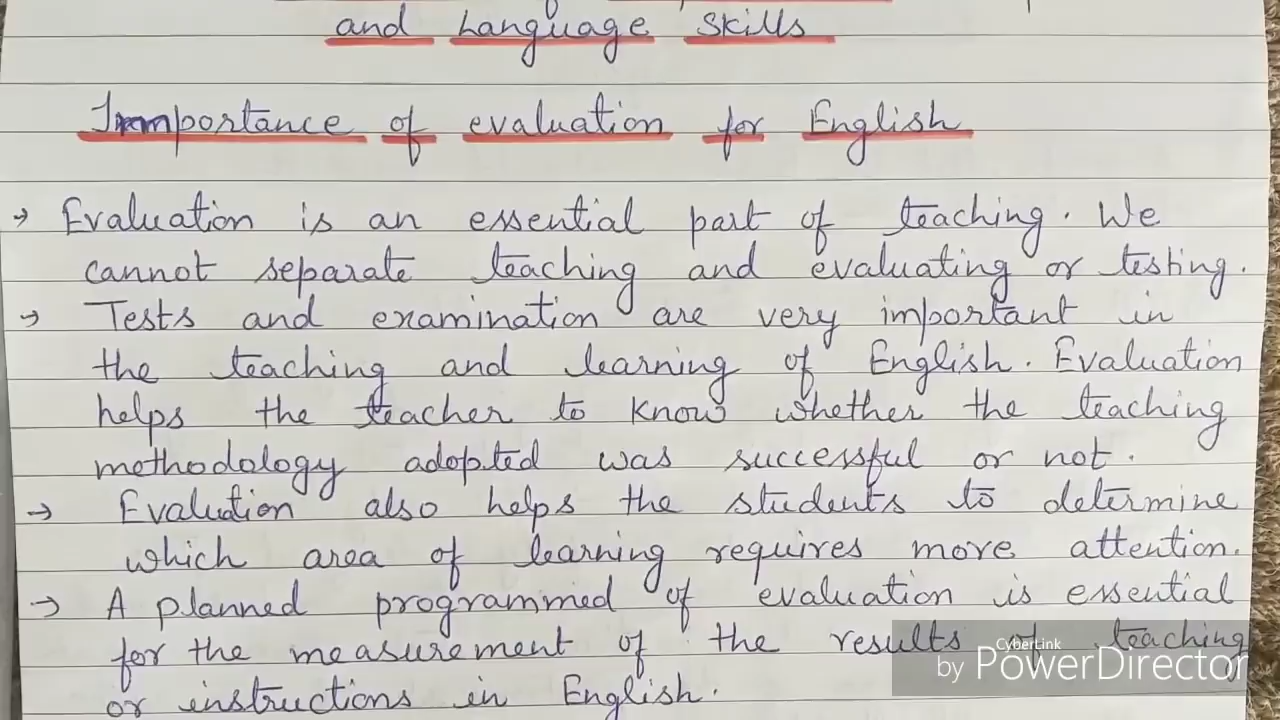 and Language Skills
Importance of evaluation for English
→ Evaluation is an essential part of teaching. We
cannot separate teaching and evaluating or testing.
→ Tests and examination are very important in
the teaching and learning of English. Evaluation
helps the teacher to know whether the teaching
methodology adopted was successful or not.
→ Evaluation also helps the students to determine
which area of learning requires more attention.
→ A planned programmed of evaluation is essential
for the measurement of the results of teaching
or instructions in English.
CyberLink
by PowerDirector